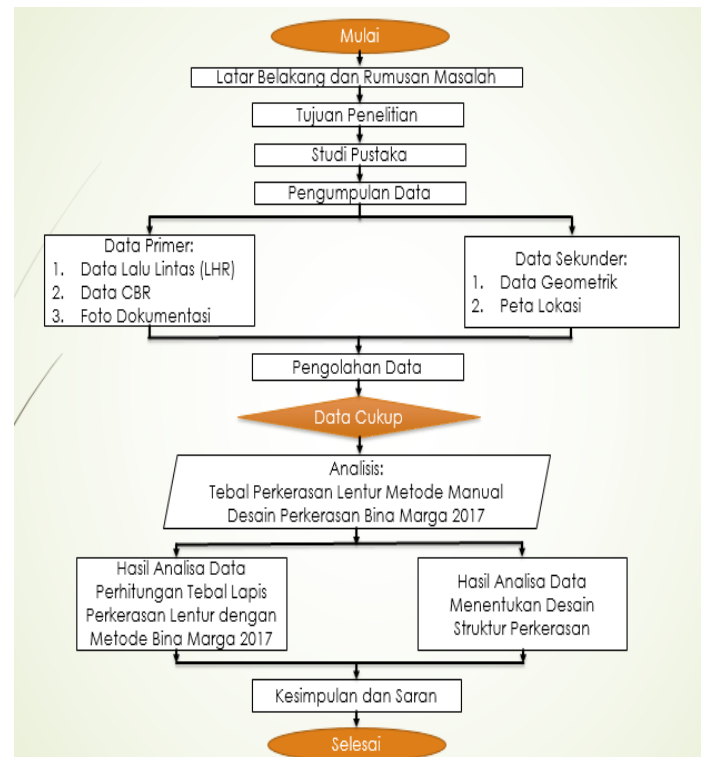 Mulai
Latar Belakang dan Rumusan Masalah
Tujuan Penelitian
Studi Pustaka
Pengumpulan Data
Data Primer:
1. Data Lalu Lintas (LHR)
2. Data CBR
3. Foto Dokumentasi
Data Sekunder:
1. Data Geometrik
2. Peta Lokasi
Pengolahan Data
Data Cukup
Analisis:
Tebal Perkerasan Lentur Metode Manual
Desain Perkerasan Bina Marga 2017
Hasil Analisa Data
Perhitungan Tebal Lapis
Perkerasan Lentur dengan
Metode Bina Marga 2017
Hasil Analisa Data
Menentukan Desain
Struktur Perkerasan
Kesimpulan dan Saran
Selesai